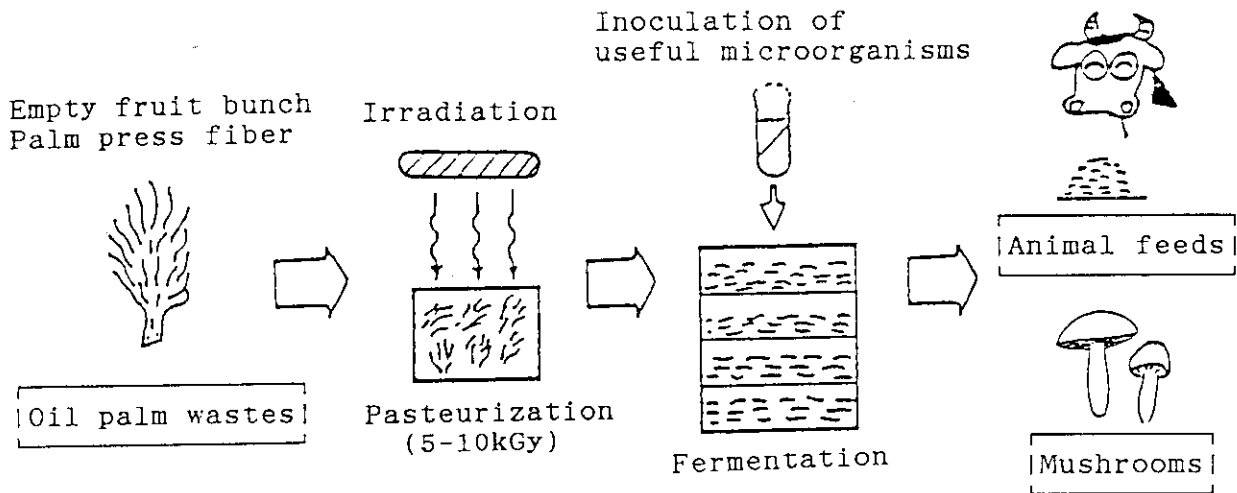 Empty fruit bunch
Palm press fiber
Oil palm wastes
Irradiation
Pasteurization
(5-10kGy)
Inoculation of
useful microorganisms
Fermentation
Animal feeds
Mushrooms